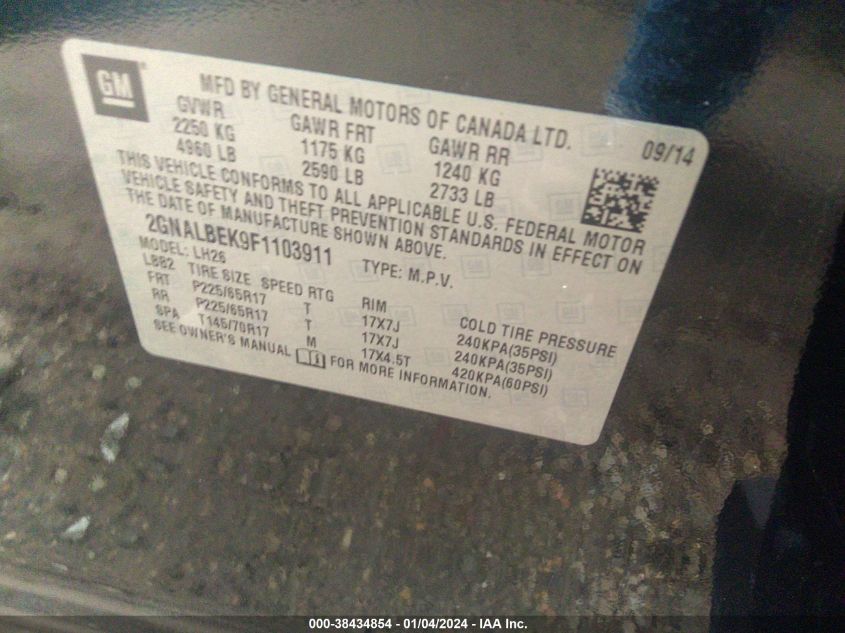 GM
MFD BY GENERAL MOTORS OF CANADA LTD.
GVWR GAWR FRT GAWR RR 09/14
2250 KG 1175 KG 1240 KG
4960 LB 2590 LB 2733 LB
THIS VEHICLE CONFORMS TO ALL APPLICABLE U.S. FEDERAL MOTOR
VEHICLE SAFETY AND THEFT PREVENTION STANDARDS IN EFFECT ON
THE DATE OF MANUFACTURE SHOWN ABOVE.
2GNALBEK9F1103911 TYPE: M.P.V.
MODEL: LH26
LBB2 TIRE SIZE SPEED RTG RIM COLD TIRE PRESSURE
FRT P225/65R17 T 17X7J 240KPA(35PSI)
RR P225/65R17 T 17X7J 240KPA(35PSI)
SPA T145/70R17 M 17X4.5T 420KPA(60PSI)
SEE OWNER'S MANUAL FOR MORE INFORMATION.
000-38434854 - 01/04/2024 - IAA Inc.